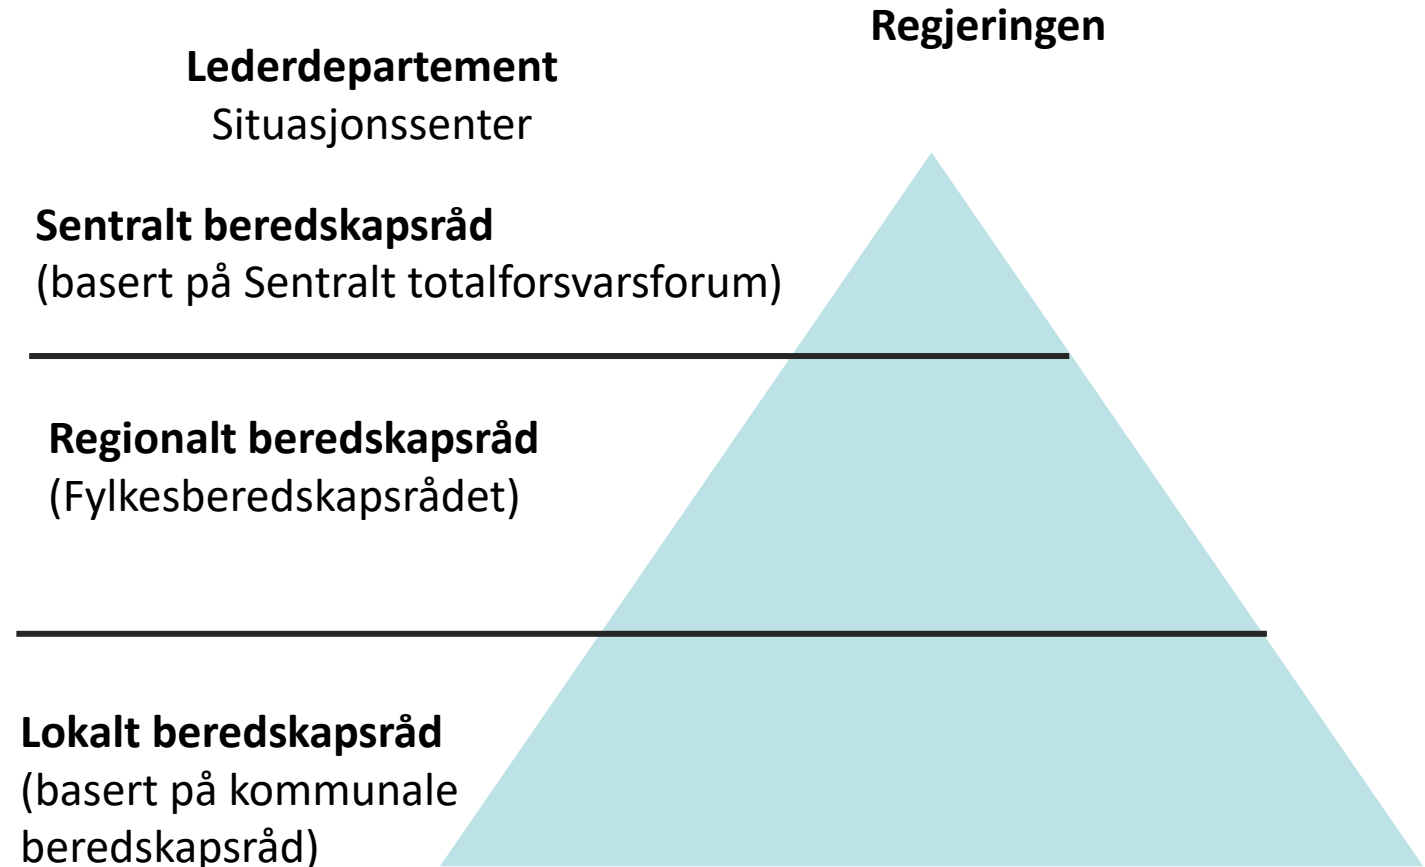 Regjeringen
Lederdepartement
Situasjonssenter
Sentralt beredskapsråd
(basert på Sentralt totalforsvarsforum)
Regionalt beredskapsråd
(Fylkesberedskapsrådet)
Lokalt beredskapsråd
(basert på kommunale
beredskapsråd)